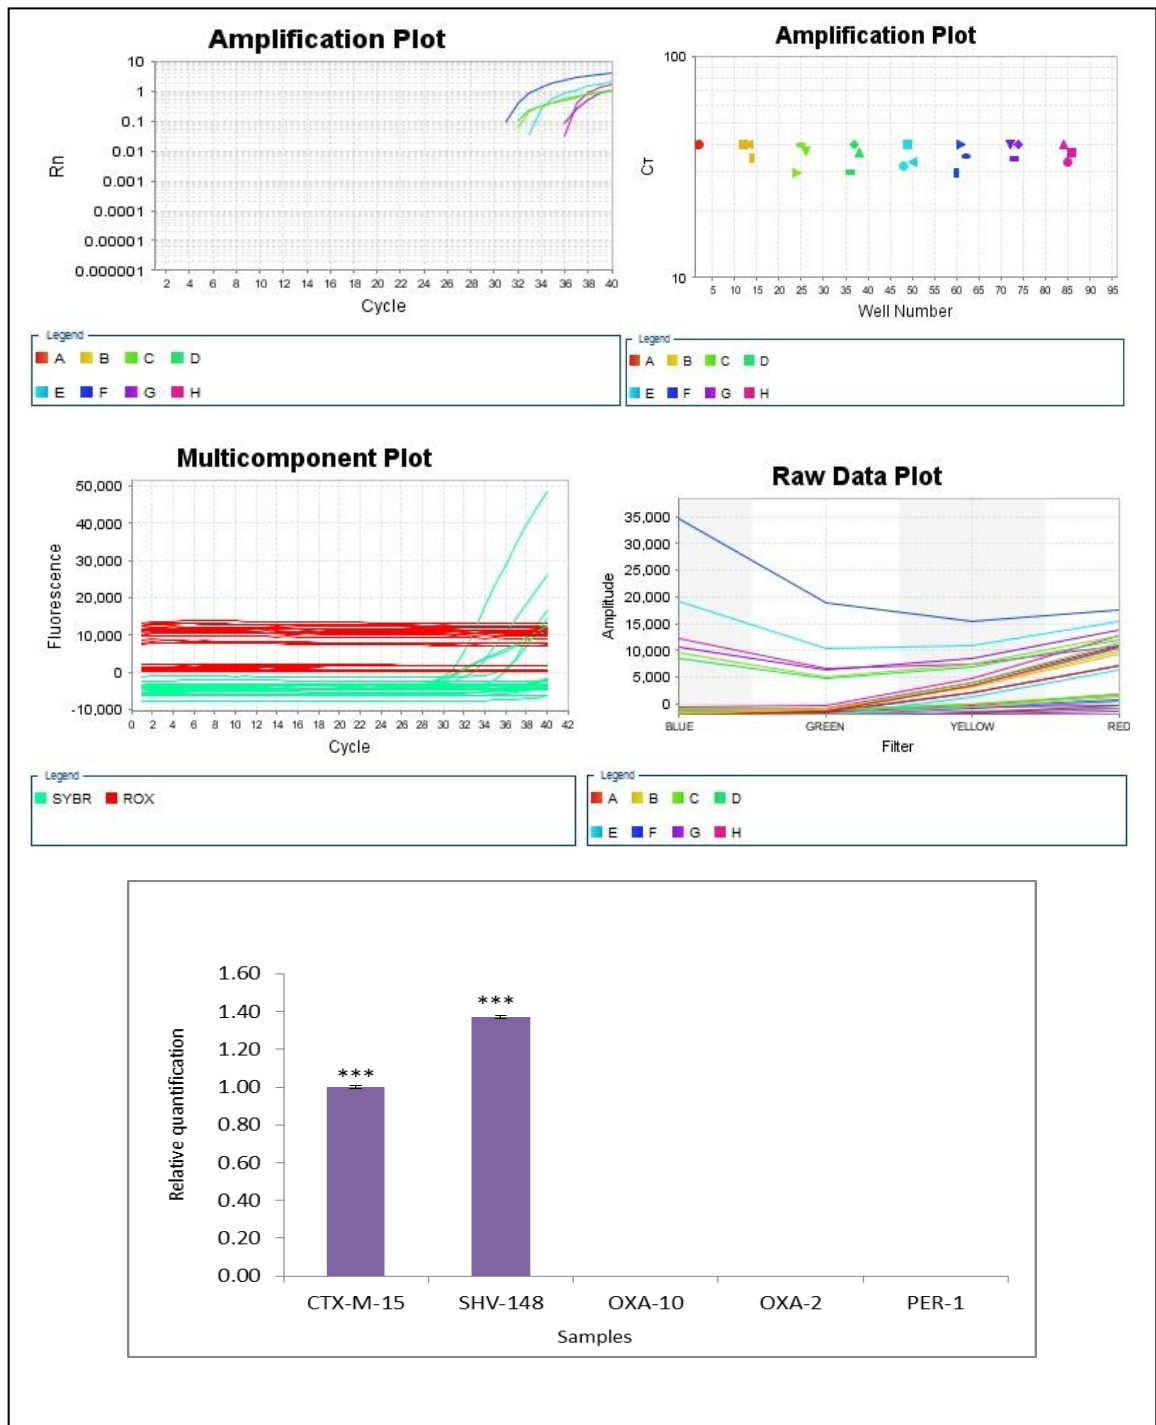 Amplification Plot
10
1
0.1
0.01
0.001
0.0001
0.00001
0.000001
Rn
2 4 6 8 10 12 14 16 18 20 22 24 26 28 30 32 34 36 38 40
Cycle
Legend
A B C D
E F G H
Amplification Plot
100
10
CT
5 10 15 20 25 30 35 40 45 50 55 60 65 70 75 80 85 90 95
Well Number
Legend
A B C D
E F G H
Multicomponent Plot
50,000
40,000
30,000
20,000
10,000
0
-10,000
Fluorescence
0 2 4 6 8 10 12 14 16 18 20 22 24 26 28 30 32 34 36 38 40 42
Cycle
Legend
SYBR ROX
Raw Data Plot
35,000
30,000
25,000
20,000
15,000
10,000
5,000
0
Amplitude
BLUE GREEN YELLOW RED
Filter
Legend
A B C D
E F G H
1.60
1.40
1.20
1.00
0.80
0.60
0.40
0.20
0.00
Relative quantification
***
***
CTX-M-15 SHV-148 OXA-10 OXA-2 PER-1
Samples